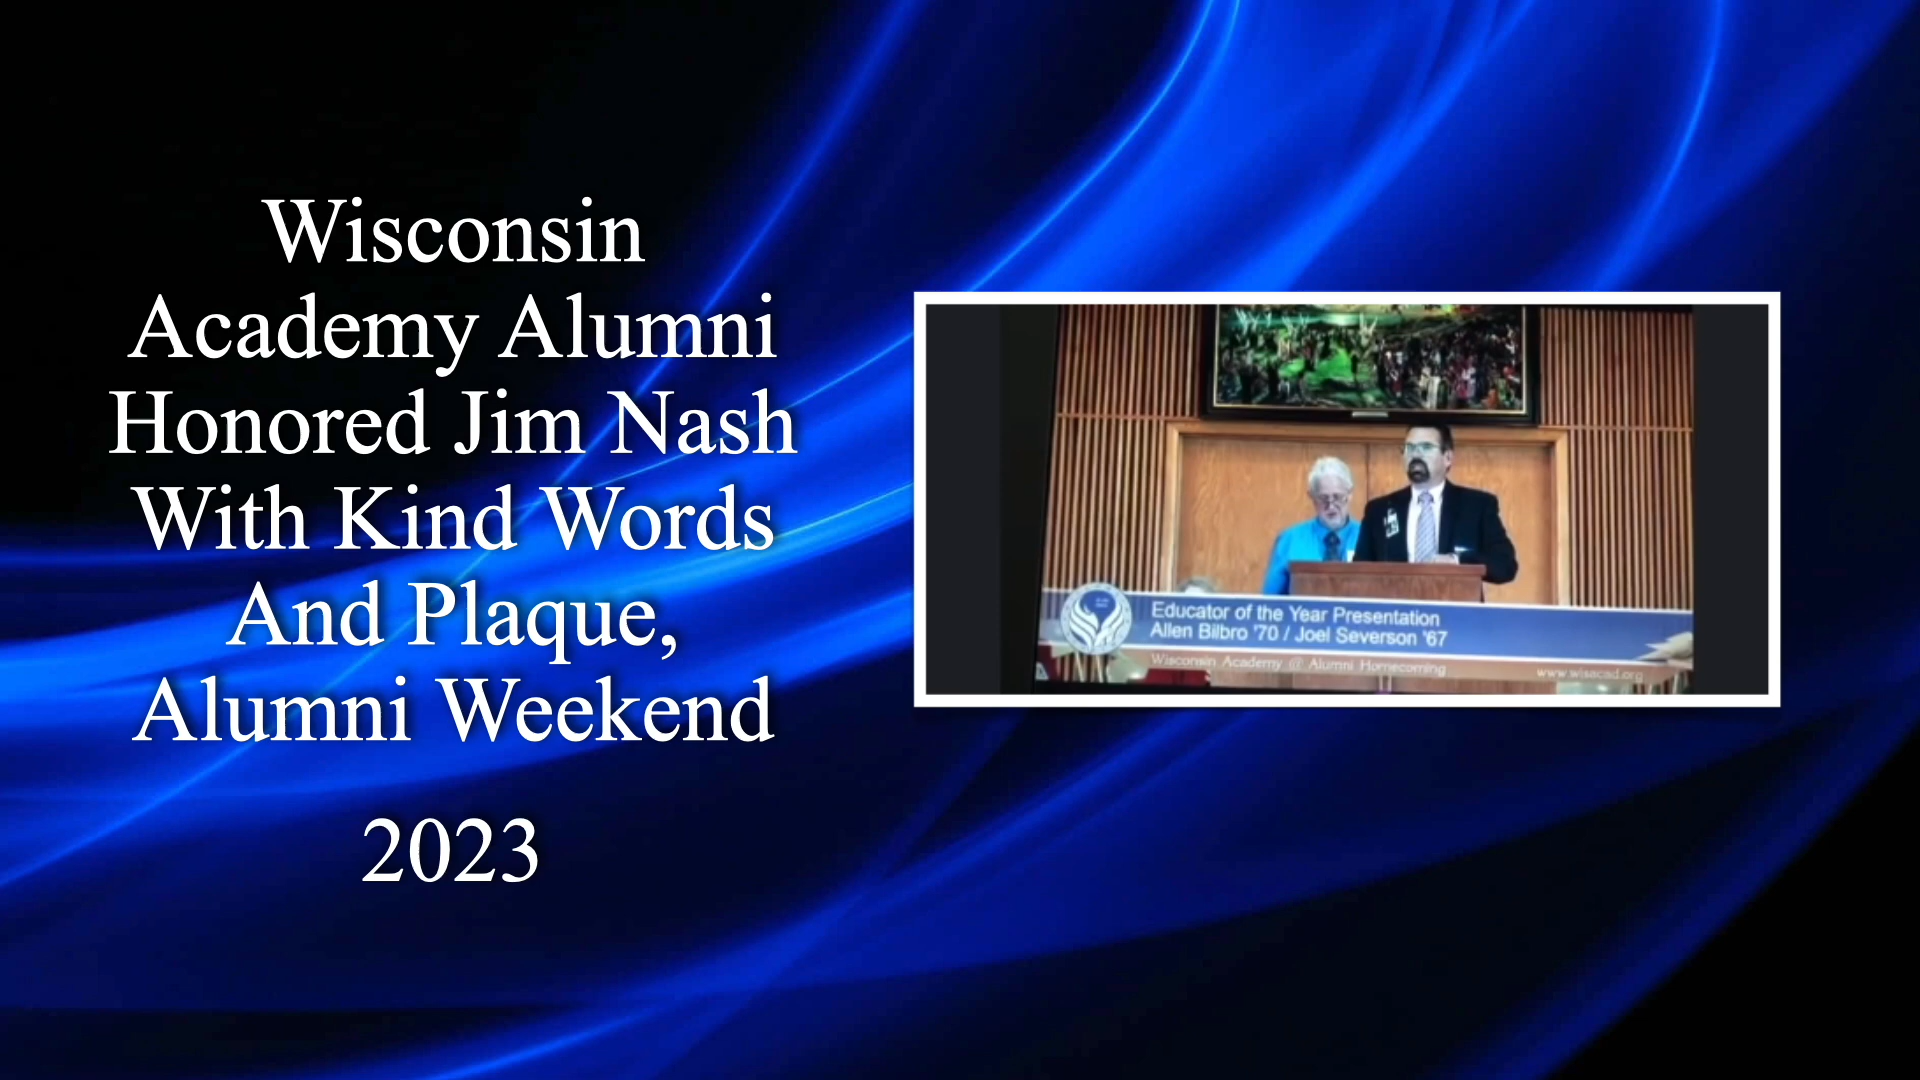 Wisconsin
Academy Alumni
Honored Jim Nash
With Kind Words
And Plaque,
Alumni Weekend
2023
Educator of the Year Presentation
Allen Bilbro '70 / Joel Severson '67
Wisconsin Academy @ Alumni Homecoming
www.wisacad.org